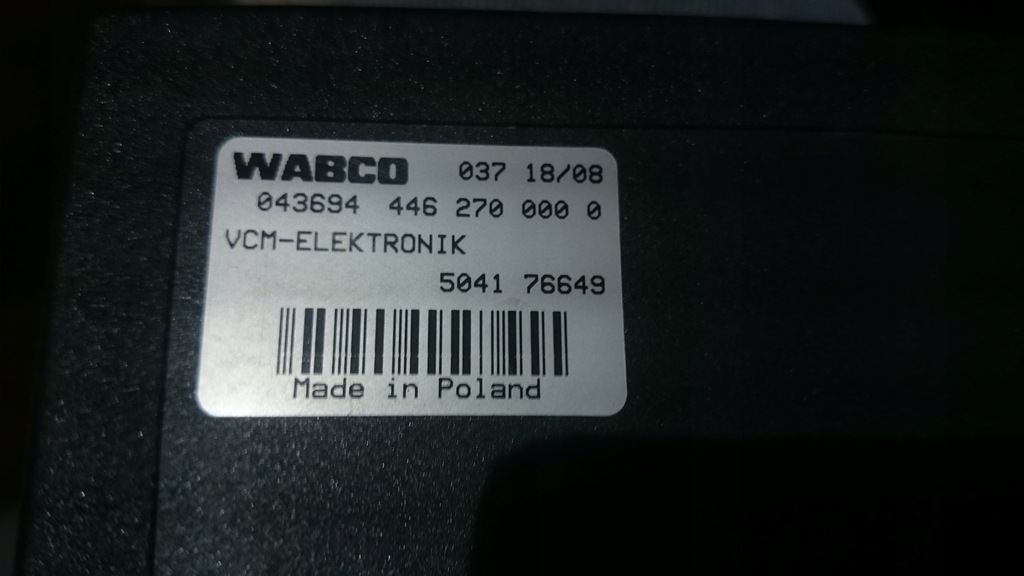 WABCO 037 18/08
043694 446 270 000 0
VCM-ELEKTRONIK
5041 76649
Made in Poland